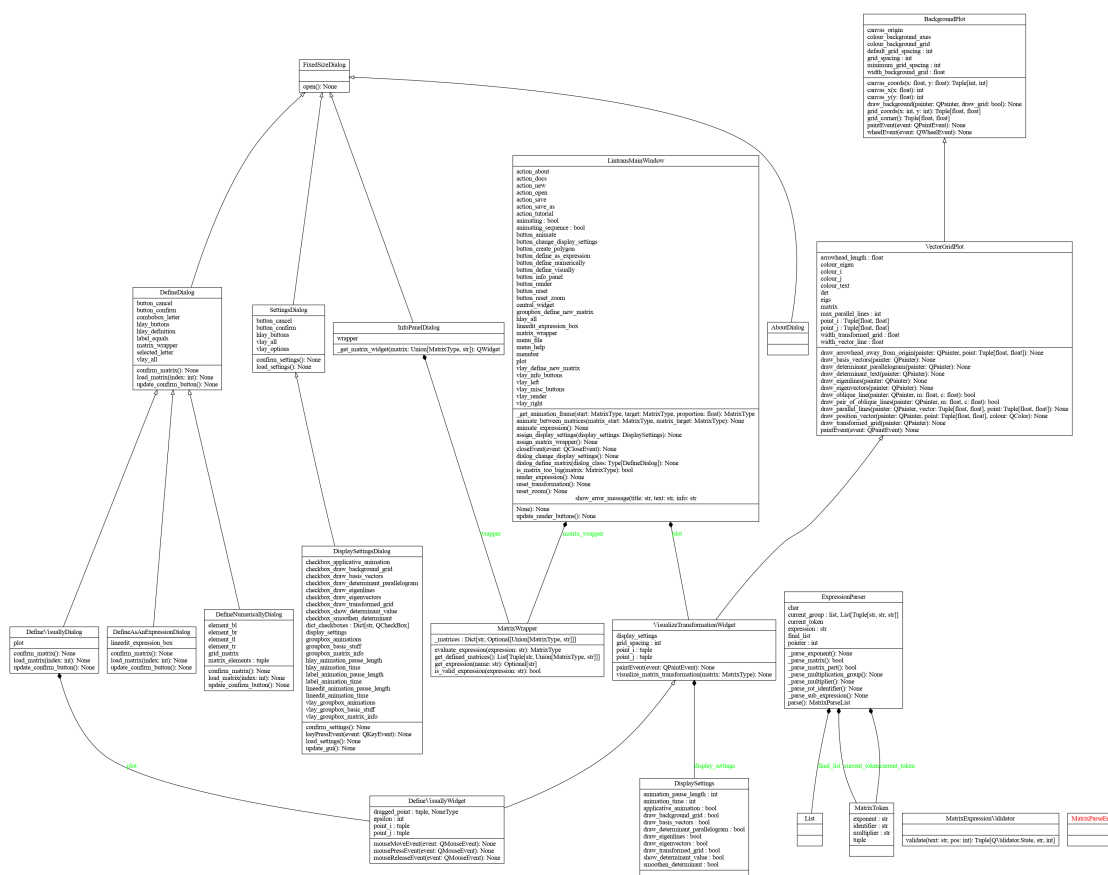 BackgroundPlot
canvas_origin
colour_background_axes
colour_background_grid
default_grid_spacing : int
grid_spacing : int
minimum_grid_spacing : int
width_background_grid : float
canvas_coords(x: float, y: float): Tuple[int, int]
canvas_x(x: float): int
canvas_y(y: float): int
draw_background(painter: QPainter, draw_grid: bool): None
grid_coords(x: int, y: int): Tuple[float, float]
grid_corner(): Tuple[float, float]
paintEvent(event: QPaintEvent): None
wheelEvent(event: QWheelEvent): None
FixedSizeDialog
open(): None
LintransMainWindow
action_about
action_docs
action_new
action_open
action_save
action_save_as
action_tutorial
animating : bool
animating_sequence : bool
button_animate
button_change_display_settings
button_create_polygon
button_define_as_expression
button_define_numerically
button_define_visually
button_info_panel
button_render
button_reset
button_reset_zoom
central_widget
groupbox_define_new_matrix
hlay_all
lineedit_expression_box
matrix_wrapper
menu_file
menu_help
menubar
plot
vlay_define_new_matrix
vlay_info_buttons
vlay_left
vlay_misc_buttons
vlay_render
vlay_right
_get_animation_frame(start: MatrixType, target: MatrixType, proportion: float): MatrixType
animate_between_matrices(matrix_start: MatrixType, matrix_target: MatrixType): None
animate_expression(): None
assign_display_settings(display_settings: DisplaySettings): None
assign_matrix_wrapper(): None
closeEvent(event: QCloseEvent): None
dialog_change_display_settings(): None
dialog_define_matrix(dialog_class: Type[DefineDialog]): None
is_matrix_too_big(matrix: MatrixType): bool
render_expression(): None
reset_transformation(): None
reset_zoom(): None
show_error_message(title: str, text: str, info: str
None): None
update_render_buttons(): None
VectorGridPlot
arrowhead_length : float
colour_eigen
colour_i
colour_j
colour_text
det
eigs
matrix
max_parallel_lines : int
point_i : Tuple[float, float]
point_j : Tuple[float, float]
width_transformed_grid : float
width_vector_line : float
draw_arrowhead_away_from_origin(painter: QPainter, point: Tuple[float, float]): None
draw_basis_vectors(painter: QPainter): None
draw_determinant_parallelogram(painter: QPainter): None
draw_determinant_text(painter: QPainter): None
draw_eigenlines(painter: QPainter): None
draw_eigenvectors(painter: QPainter): None
draw_oblique_line(painter: QPainter, m: float, c: float): bool
draw_pair_of_oblique_lines(painter: QPainter, m: float, c: float): bool
draw_parallel_lines(painter: QPainter, vector: Tuple[float, float], point: Tuple[float, float]): None
draw_position_vector(painter: QPainter, point: Tuple[float, float], colour: QColor): None
draw_transformed_grid(painter: QPainter): None
paintEvent(event: QPaintEvent): None
DefineDialog
button_cancel
button_confirm
combobox_letter
hlay_buttons
hlay_definition
label_equals
matrix_wrapper
selected_letter
vlay_all
confirm_matrix(): None
load_matrix(index: int): None
update_confirm_button(): None
SettingsDialog
button_cancel
button_confirm
hlay_buttons
vlay_all
vlay_options
confirm_settings(): None
load_settings(): None
InfoPanelDialog
wrapper
_get_matrix_widget(matrix: Union[MatrixType, str]): QWidget
AboutDialog
wrapper
matrix_wrapper
plot
DisplaySettingsDialog
checkbox_applicative_animation
checkbox_draw_background_grid
checkbox_draw_basis_vectors
checkbox_draw_determinant_parallelogram
checkbox_draw_eigenlines
checkbox_draw_eigenvectors
checkbox_draw_transformed_grid
checkbox_show_determinant_value
checkbox_smoothen_determinant
dict_checkboxes : Dict[str, QCheckBox]
display_settings
groupbox_animations
groupbox_basic_stuff
groupbox_matrix_info
hlay_animation_pause_length
hlay_animation_time
label_animation_pause_length
label_animation_time
lineedit_animation_pause_length
lineedit_animation_time
vlay_groupbox_animations
vlay_groupbox_basic_stuff
vlay_groupbox_matrix_info
confirm_settings(): None
keyPressEvent(event: QKeyEvent): None
load_settings(): None
update_gui(): None
DefineVisuallyDialog
plot
confirm_matrix(): None
load_matrix(index: int): None
update_confirm_button(): None
DefineAsAnExpressionDialog
lineedit_expression_box
confirm_matrix(): None
load_matrix(index: int): None
update_confirm_button(): None
DefineNumericallyDialog
element_bl
element_br
element_tl
element_tr
grid_matrix
matrix_elements : tuple
confirm_matrix(): None
load_matrix(index: int): None
update_confirm_button(): None
MatrixWrapper
_matrices : Dict[str, Optional[Union[MatrixType, str]]]
evaluate_expression(expression: str): MatrixType
get_defined_matrices(): List[Tuple[str, Union[MatrixType, str]]]
get_expression(name: str): Optional[str]
is_valid_expression(expression: str): bool
VisualizeTransformationWidget
display_settings
grid_spacing : int
point_i : tuple
point_j : tuple
paintEvent(event: QPaintEvent): None
visualize_matrix_transformation(matrix: MatrixType): None
ExpressionParser
char
current_group : list, List[Tuple[str, str, str]]
current_token
expression : str
final_list
pointer : int
_parse_exponent(): None
_parse_matrix(): bool
_parse_matrix_part(): bool
_parse_multiplication_group(): None
_parse_multiplier(): None
_parse_rot_identifier(): None
_parse_sub_expression(): None
parse(): MatrixParseList
plot
display_settings
final_list
current_token
current_token
DefineVisuallyWidget
dragged_point : tuple, NoneType
epsilon : int
point_i : tuple
point_j : tuple
mouseMoveEvent(event: QMouseEvent): None
mousePressEvent(event: QMouseEvent): None
mouseReleaseEvent(event: QMouseEvent): None
DisplaySettings
animation_pause_length : int
animation_time : int
applicative_animation : bool
draw_background_grid : bool
draw_basis_vectors : bool
draw_determinant_parallelogram : bool
draw_eigenlines : bool
draw_eigenvectors : bool
draw_transformed_grid : bool
show_determinant_value : bool
smoothen_determinant : bool
List
MatrixToken
exponent : str
identifier : str
multiplier : str
tuple
MatrixExpressionValidator
validate(text: str, pos: int): Tuple[QValidator.State, str, int]